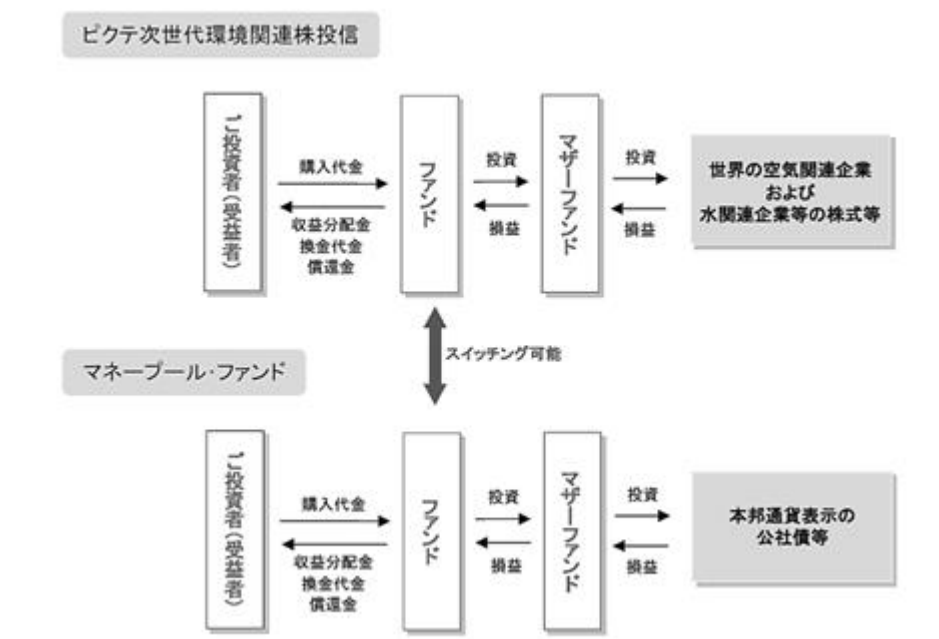 ピクテ次世代環境関連株投信
ご投資者(受益者)
購入代金
収益分配金
換金代金
償還金
ファンド
投資
損益
マザーファンド
投資
損益
世界の空気関連企業
および
水関連企業等の株式等
スイッチング可能
マネープール・ファンド
ご投資者(受益者)
購入代金
収益分配金
換金代金
償還金
ファンド
投資
損益
マザーファンド
投資
損益
本邦通貨表示の
公社債等